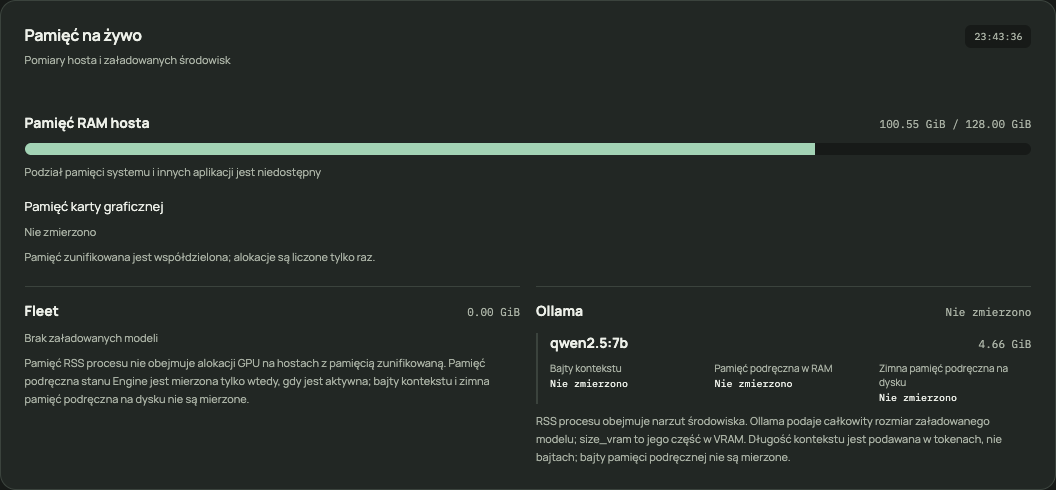 Pamięć na żywo
23:43:36
Pomiary hosta i załadowanych środowisk
Pamięć RAM hosta
100.55 GiB / 128.00 GiB
Podział pamięci systemu i innych aplikacji jest niedostępny
Pamięć karty graficznej
Nie zmierzono
Pamięć zunifikowana jest współdzielona; alokacje są liczone tylko raz.
Fleet
0.00 GiB
Brak załadowanych modeli
Pamięć RSS procesu nie obejmuje alokacji GPU na hostach z pamięcią zunifikowaną. Pamięć
podręczna stanu Engine jest mierzona tylko wtedy, gdy jest aktywna; bajty kontekstu i zimna
pamięć podręczna na dysku nie są mierzone.
Ollama
Nie zmierzono
qwen2.5:7b
4.66 GiB
Bajty kontekstu
Nie zmierzono
Pamięć podręczna w RAM
Nie zmierzono
Zimna pamięć podręczna na
dysku
Nie zmierzono
RSS procesu obejmuje narzut środowiska. Ollama podaje całkowity rozmiar załadowanego
modelu; size_vram to jego część w VRAM. Długość kontekstu jest podawana w tokenach, nie
bajtach; bajty pamięci podręcznej nie są mierzone.